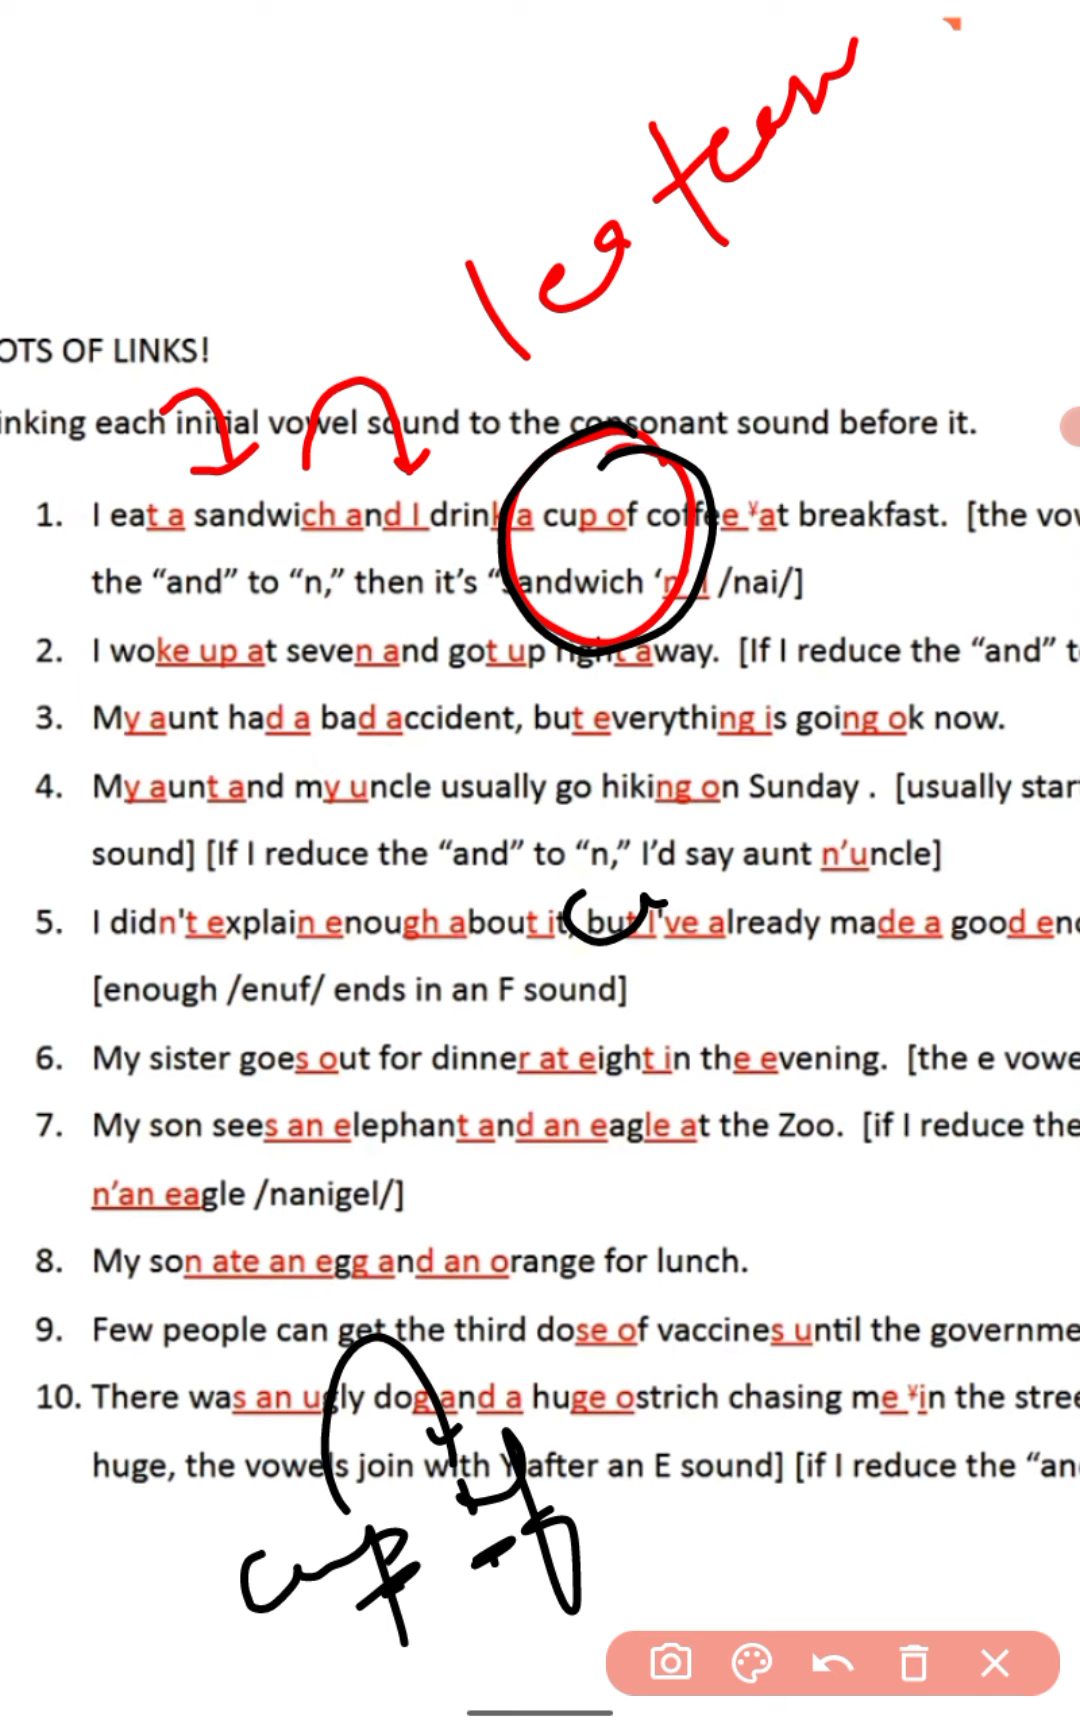 OTS OF LINKS!
inking each initial vowel sound to the consonant sound before it.
1. I eat a sandwich and I drink a cup of coffee ʸat breakfast. [the vow
the “and” to “n,” then it’s “sandwich ‘n I /nai/]
2. I woke up at seven and got up right away. [If I reduce the “and” t
3. My aunt had a bad accident, but everything is going ok now.
4. My aunt and my uncle usually go hiking on Sunday . [usually star
sound] [If I reduce the “and” to “n,” I’d say aunt n’uncle]
5. I didn't explain enough about it, but I've already made a good en
[enough /enuf/ ends in an F sound]
6. My sister goes out for dinner at eight in the evening. [the e vowe
7. My son sees an elephant and an eagle at the Zoo. [if I reduce the
n’an eagle /nanigel/]
8. My son ate an egg and an orange for lunch.
9. Few people can get the third dose of vaccines until the governme
10. There was an ugly dog and a huge ostrich chasing me ʸin the stree
huge, the vowels join with Y after an E sound] [if I reduce the “an
cup